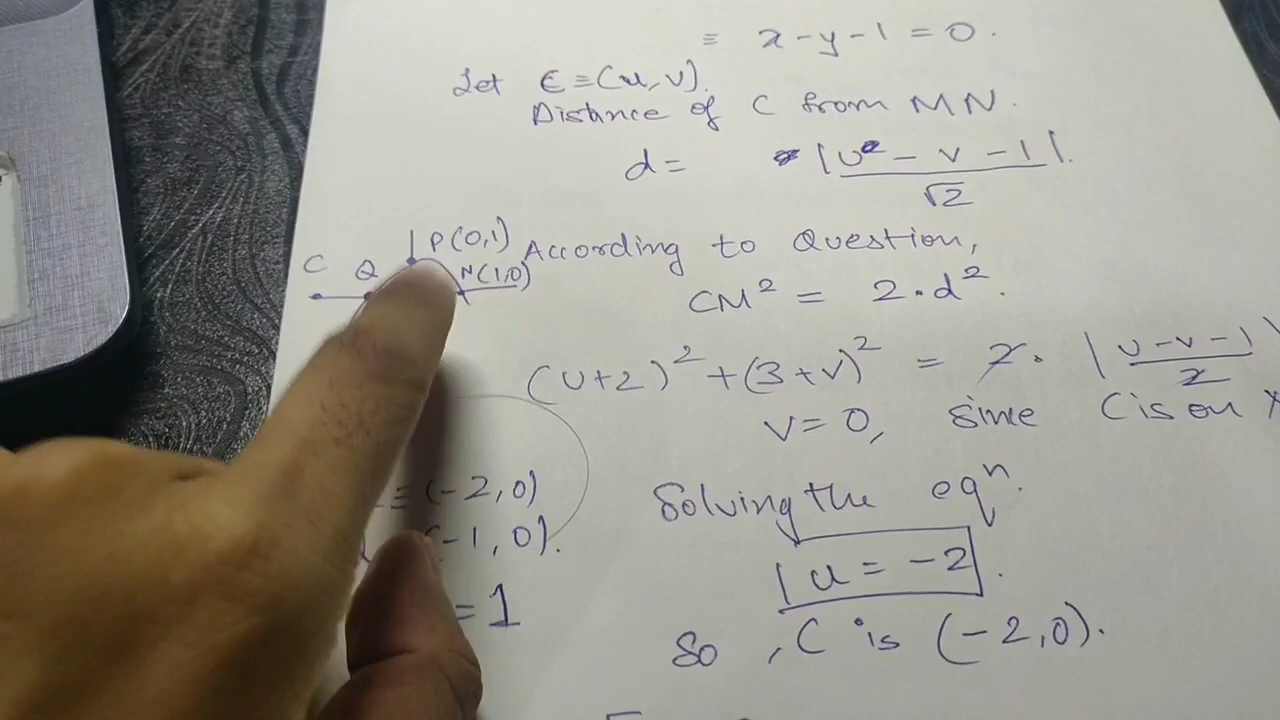 ≡ x - y - 1 = 0.
Let C ≡ (u, v).
Distance of C from MN.
d = |u - v - 1|.
√2
C Q P(0,1) N(1,0)
According to Question,
CM² = 2 · d².
(u+2)² + (3+v)² = 2 · |u-v-1|
2
v = 0, since C is on X
≡ (-2, 0)
(-1, 0).
= 1
Solving the eqⁿ.
u = -2.
So, C is (-2, 0).